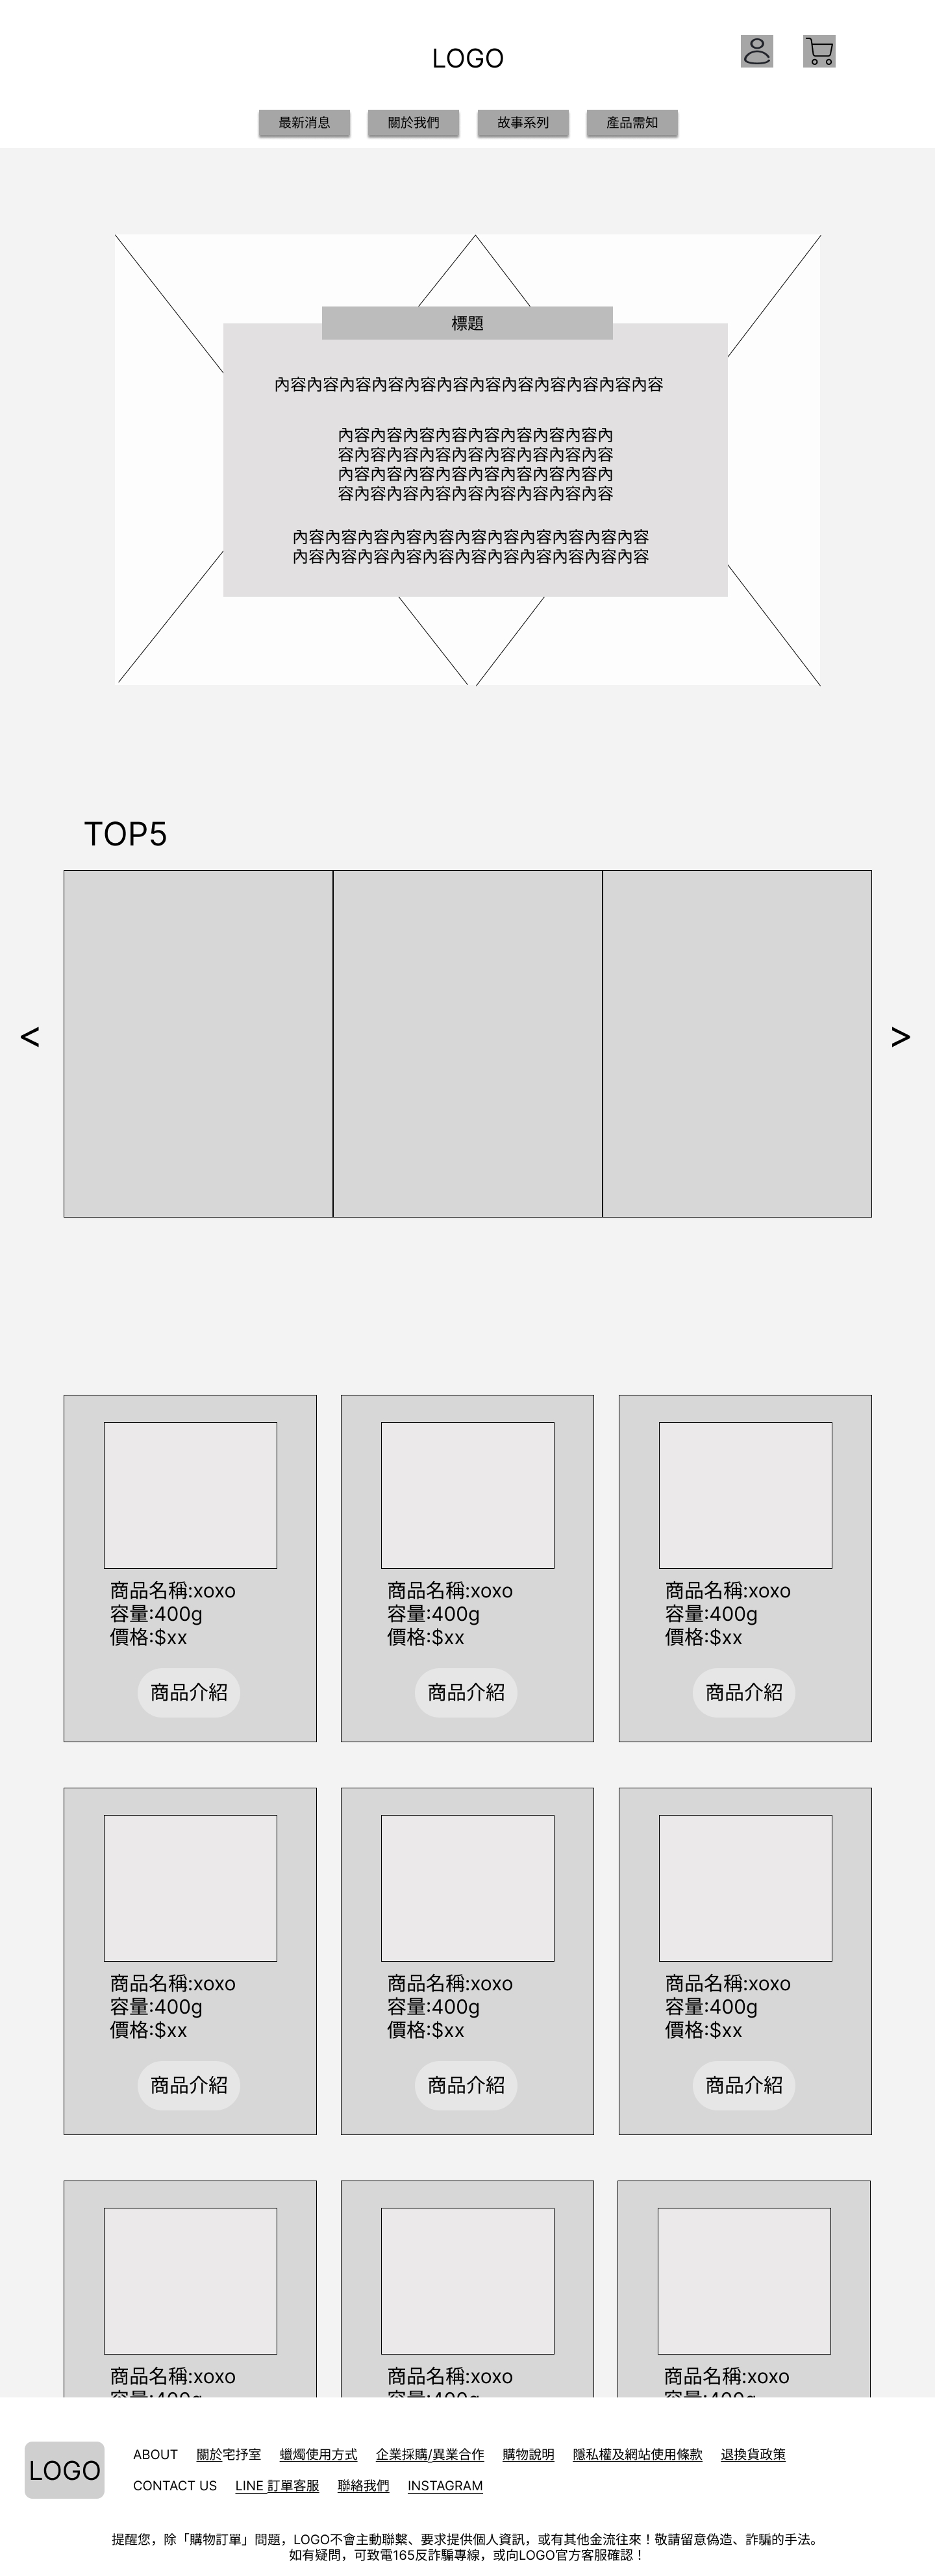 LOGO
最新消息 關於我們 故事系列 產品需知
標題
內容內容內容內容內容內容內容內容內容內容內容內容
內容內容內容內容內容內容內容內容內
容內容內容內容內容內容內容內容內容
內容內容內容內容內容內容內容內容內
容內容內容內容內容內容內容內容內容
內容內容內容內容內容內容內容內容內容內容內容
內容內容內容內容內容內容內容內容內容內容內容
TOP5
< >
商品名稱:xoxo 商品名稱:xoxo 商品名稱:xoxo
容量:400g 容量:400g 容量:400g
價格:$xx 價格:$xx 價格:$xx
商品介紹 商品介紹 商品介紹
商品名稱:xoxo 商品名稱:xoxo 商品名稱:xoxo
容量:400g 容量:400g 容量:400g
價格:$xx 價格:$xx 價格:$xx
商品介紹 商品介紹 商品介紹
商品名稱:xoxo 商品名稱:xoxo 商品名稱:xoxo
容量:400g 容量:400g 容量:400g
LOGO
ABOUT 關於宅抒室 蠟燭使用方式 企業採購/異業合作 購物說明 隱私權及網站使用條款 退換貨政策
CONTACT US LINE 訂單客服 聯絡我們 INSTAGRAM
提醒您，除「購物訂單」問題，LOGO不會主動聯繫、要求提供個人資訊，或有其他金流往來！敬請留意偽造、詐騙的手法。
如有疑問，可致電165反詐騙專線，或向LOGO官方客服確認！